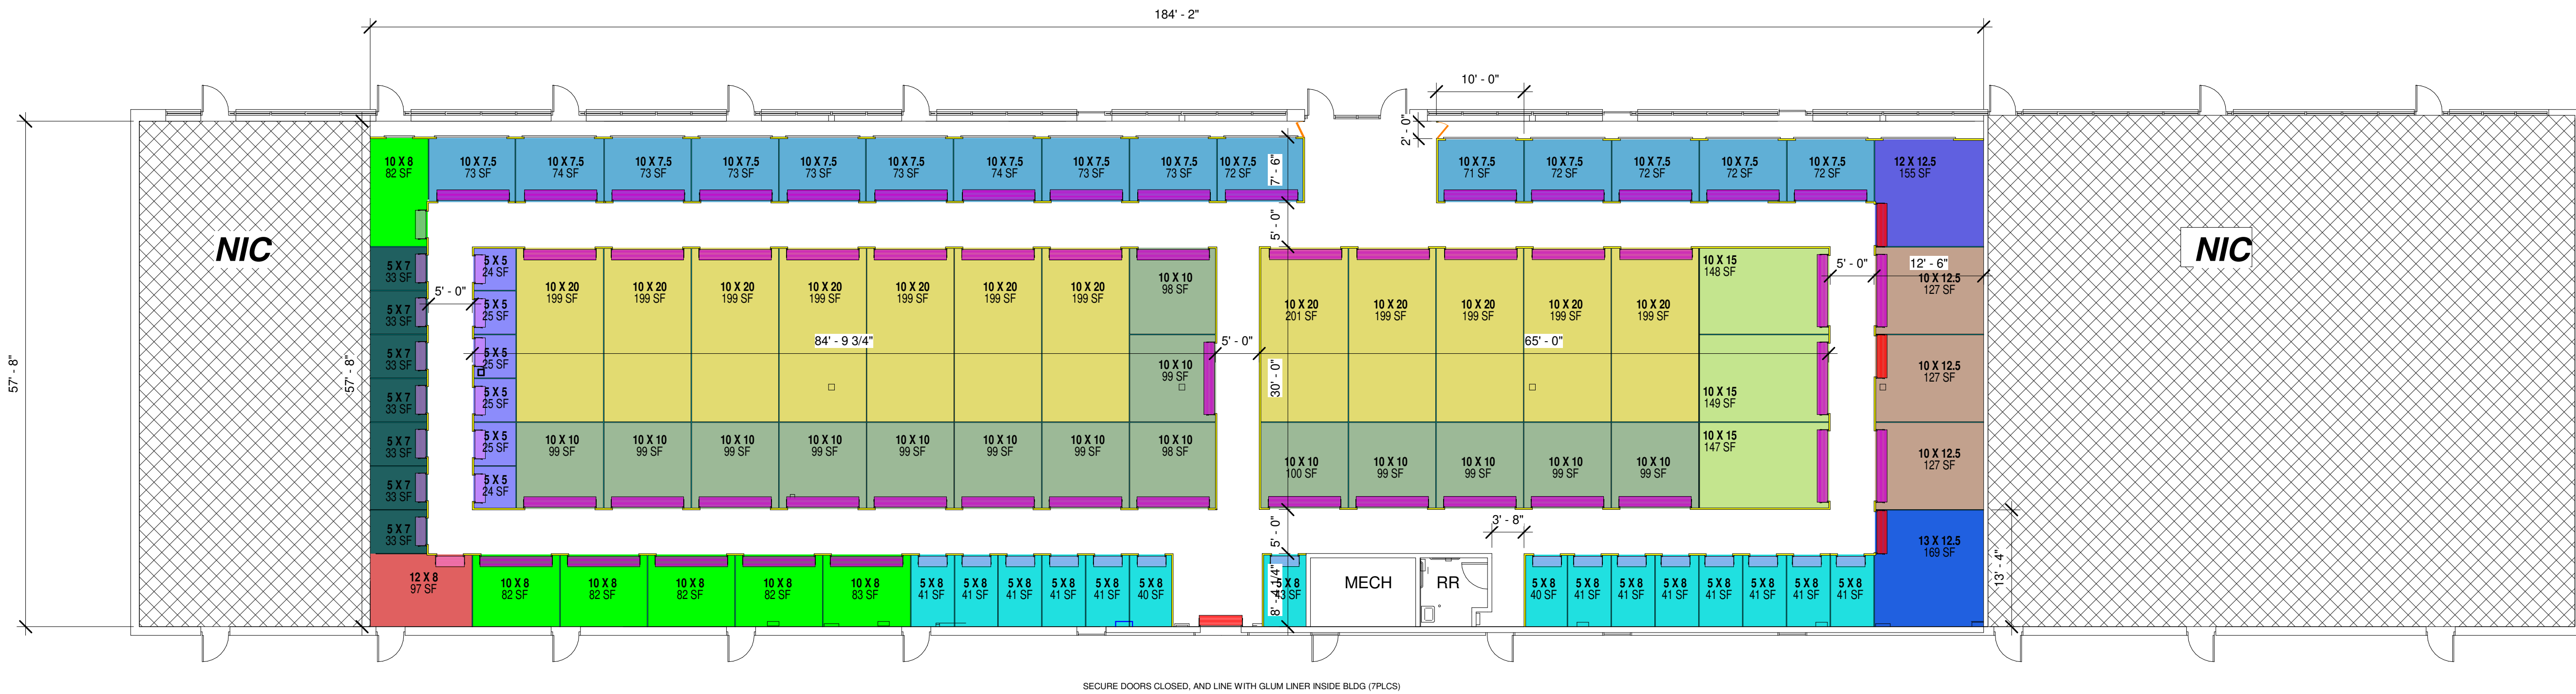 184' - 2"
10' - 0"
2' - 0"
57' - 8"
57' - 8"
NIC
NIC
10 X 8
82 SF
10 X 7.5
73 SF
10 X 7.5
74 SF
10 X 7.5
73 SF
10 X 7.5
73 SF
10 X 7.5
73 SF
10 X 7.5
73 SF
10 X 7.5
74 SF
10 X 7.5
73 SF
10 X 7.5
73 SF
10 X 7.5
72 SF
7' - 6"
10 X 7.5
71 SF
10 X 7.5
72 SF
10 X 7.5
72 SF
10 X 7.5
72 SF
10 X 7.5
72 SF
12 X 12.5
155 SF
5' - 0"
5 X 7
33 SF
5 X 7
33 SF
5 X 7
33 SF
5 X 7
33 SF
5 X 7
33 SF
5 X 7
33 SF
5 X 7
33 SF
5' - 0"
5 X 5
24 SF
5 X 5
25 SF
5 X 5
25 SF
5 X 5
25 SF
5 X 5
25 SF
5 X 5
24 SF
10 X 20
199 SF
10 X 20
199 SF
10 X 20
199 SF
10 X 20
199 SF
10 X 20
199 SF
10 X 20
199 SF
10 X 20
199 SF
10 X 10
98 SF
10 X 10
99 SF
84' - 9 3/4"
5' - 0"
30' - 0"
65' - 0"
10 X 20
201 SF
10 X 20
199 SF
10 X 20
199 SF
10 X 20
199 SF
10 X 20
199 SF
10 X 15
148 SF
10 X 15
149 SF
10 X 15
147 SF
5' - 0"
12' - 6"
10 X 12.5
127 SF
10 X 12.5
127 SF
10 X 12.5
127 SF
13 X 12.5
169 SF
13' - 4"
10 X 10
99 SF
10 X 10
99 SF
10 X 10
99 SF
10 X 10
99 SF
10 X 10
99 SF
10 X 10
99 SF
10 X 10
99 SF
10 X 10
98 SF
10 X 10
100 SF
10 X 10
99 SF
10 X 10
99 SF
10 X 10
99 SF
10 X 10
99 SF
5' - 0"
3' - 8"
12 X 8
97 SF
10 X 8
82 SF
10 X 8
82 SF
10 X 8
82 SF
10 X 8
82 SF
10 X 8
83 SF
5 X 8
41 SF
5 X 8
41 SF
5 X 8
41 SF
5 X 8
41 SF
5 X 8
41 SF
5 X 8
40 SF
8' - 4 1/4"
5 X 8
43 SF
MECH
RR
5 X 8
40 SF
5 X 8
41 SF
5 X 8
41 SF
5 X 8
41 SF
5 X 8
41 SF
5 X 8
41 SF
5 X 8
41 SF
5 X 8
41 SF
SECURE DOORS CLOSED, AND LINE WITH GLUM LINER INSIDE BLDG (7PLCS)